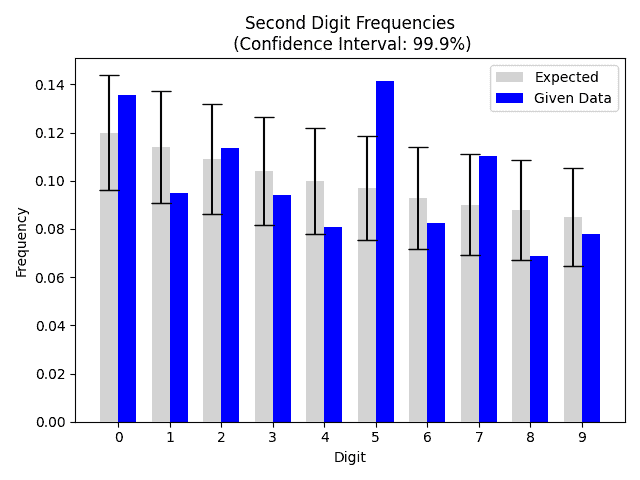 Second Digit Frequencies
(Confidence Interval: 99.9%)
Expected
Given Data
Frequency
0.14
0.12
0.10
0.08
0.06
0.04
0.02
0.00
0 1 2 3 4 5 6 7 8 9
Digit